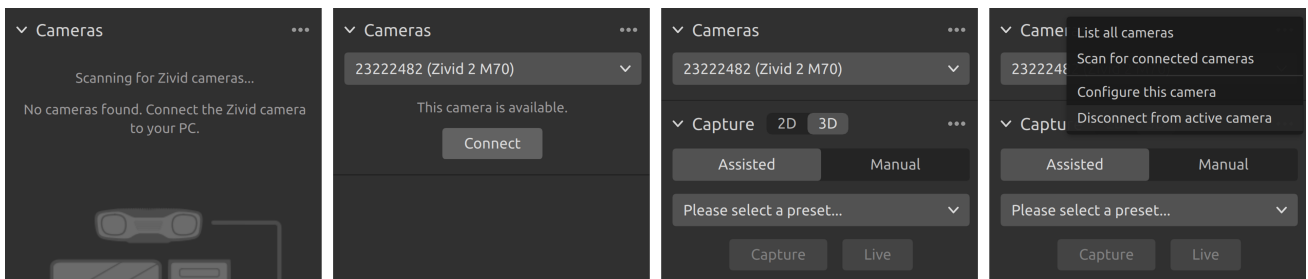 Cameras
Scanning for Zivid cameras...
No cameras found. Connect the Zivid camera
to your PC.
Cameras
23222482 (Zivid 2 M70)
This camera is available.
Connect
Cameras
23222482 (Zivid 2 M70)
Capture 2D 3D
Assisted Manual
Please select a preset...
Capture Live
Camer
2322248
List all cameras
Scan for connected cameras
Configure this camera
Disconnect from active camera
Captu
Assisted Manual
Please select a preset...
Capture Live